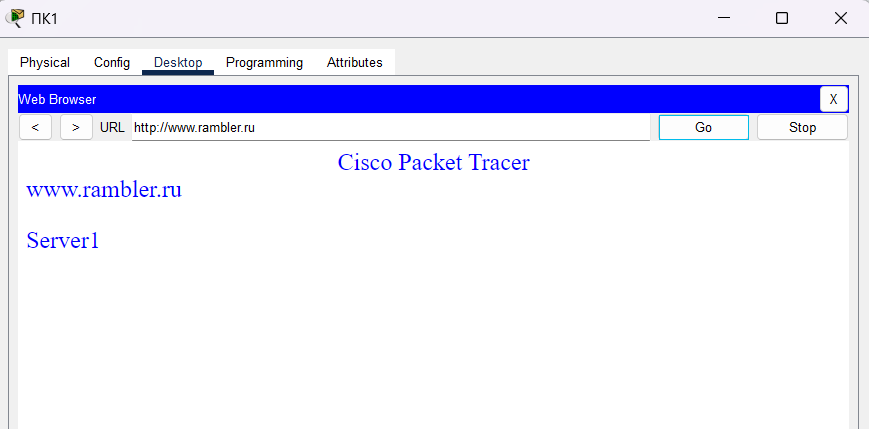 ПК1
Physical Config Desktop Programming Attributes
Web Browser X
< > URL http://www.rambler.ru Go Stop
Cisco Packet Tracer
www.rambler.ru
Server1